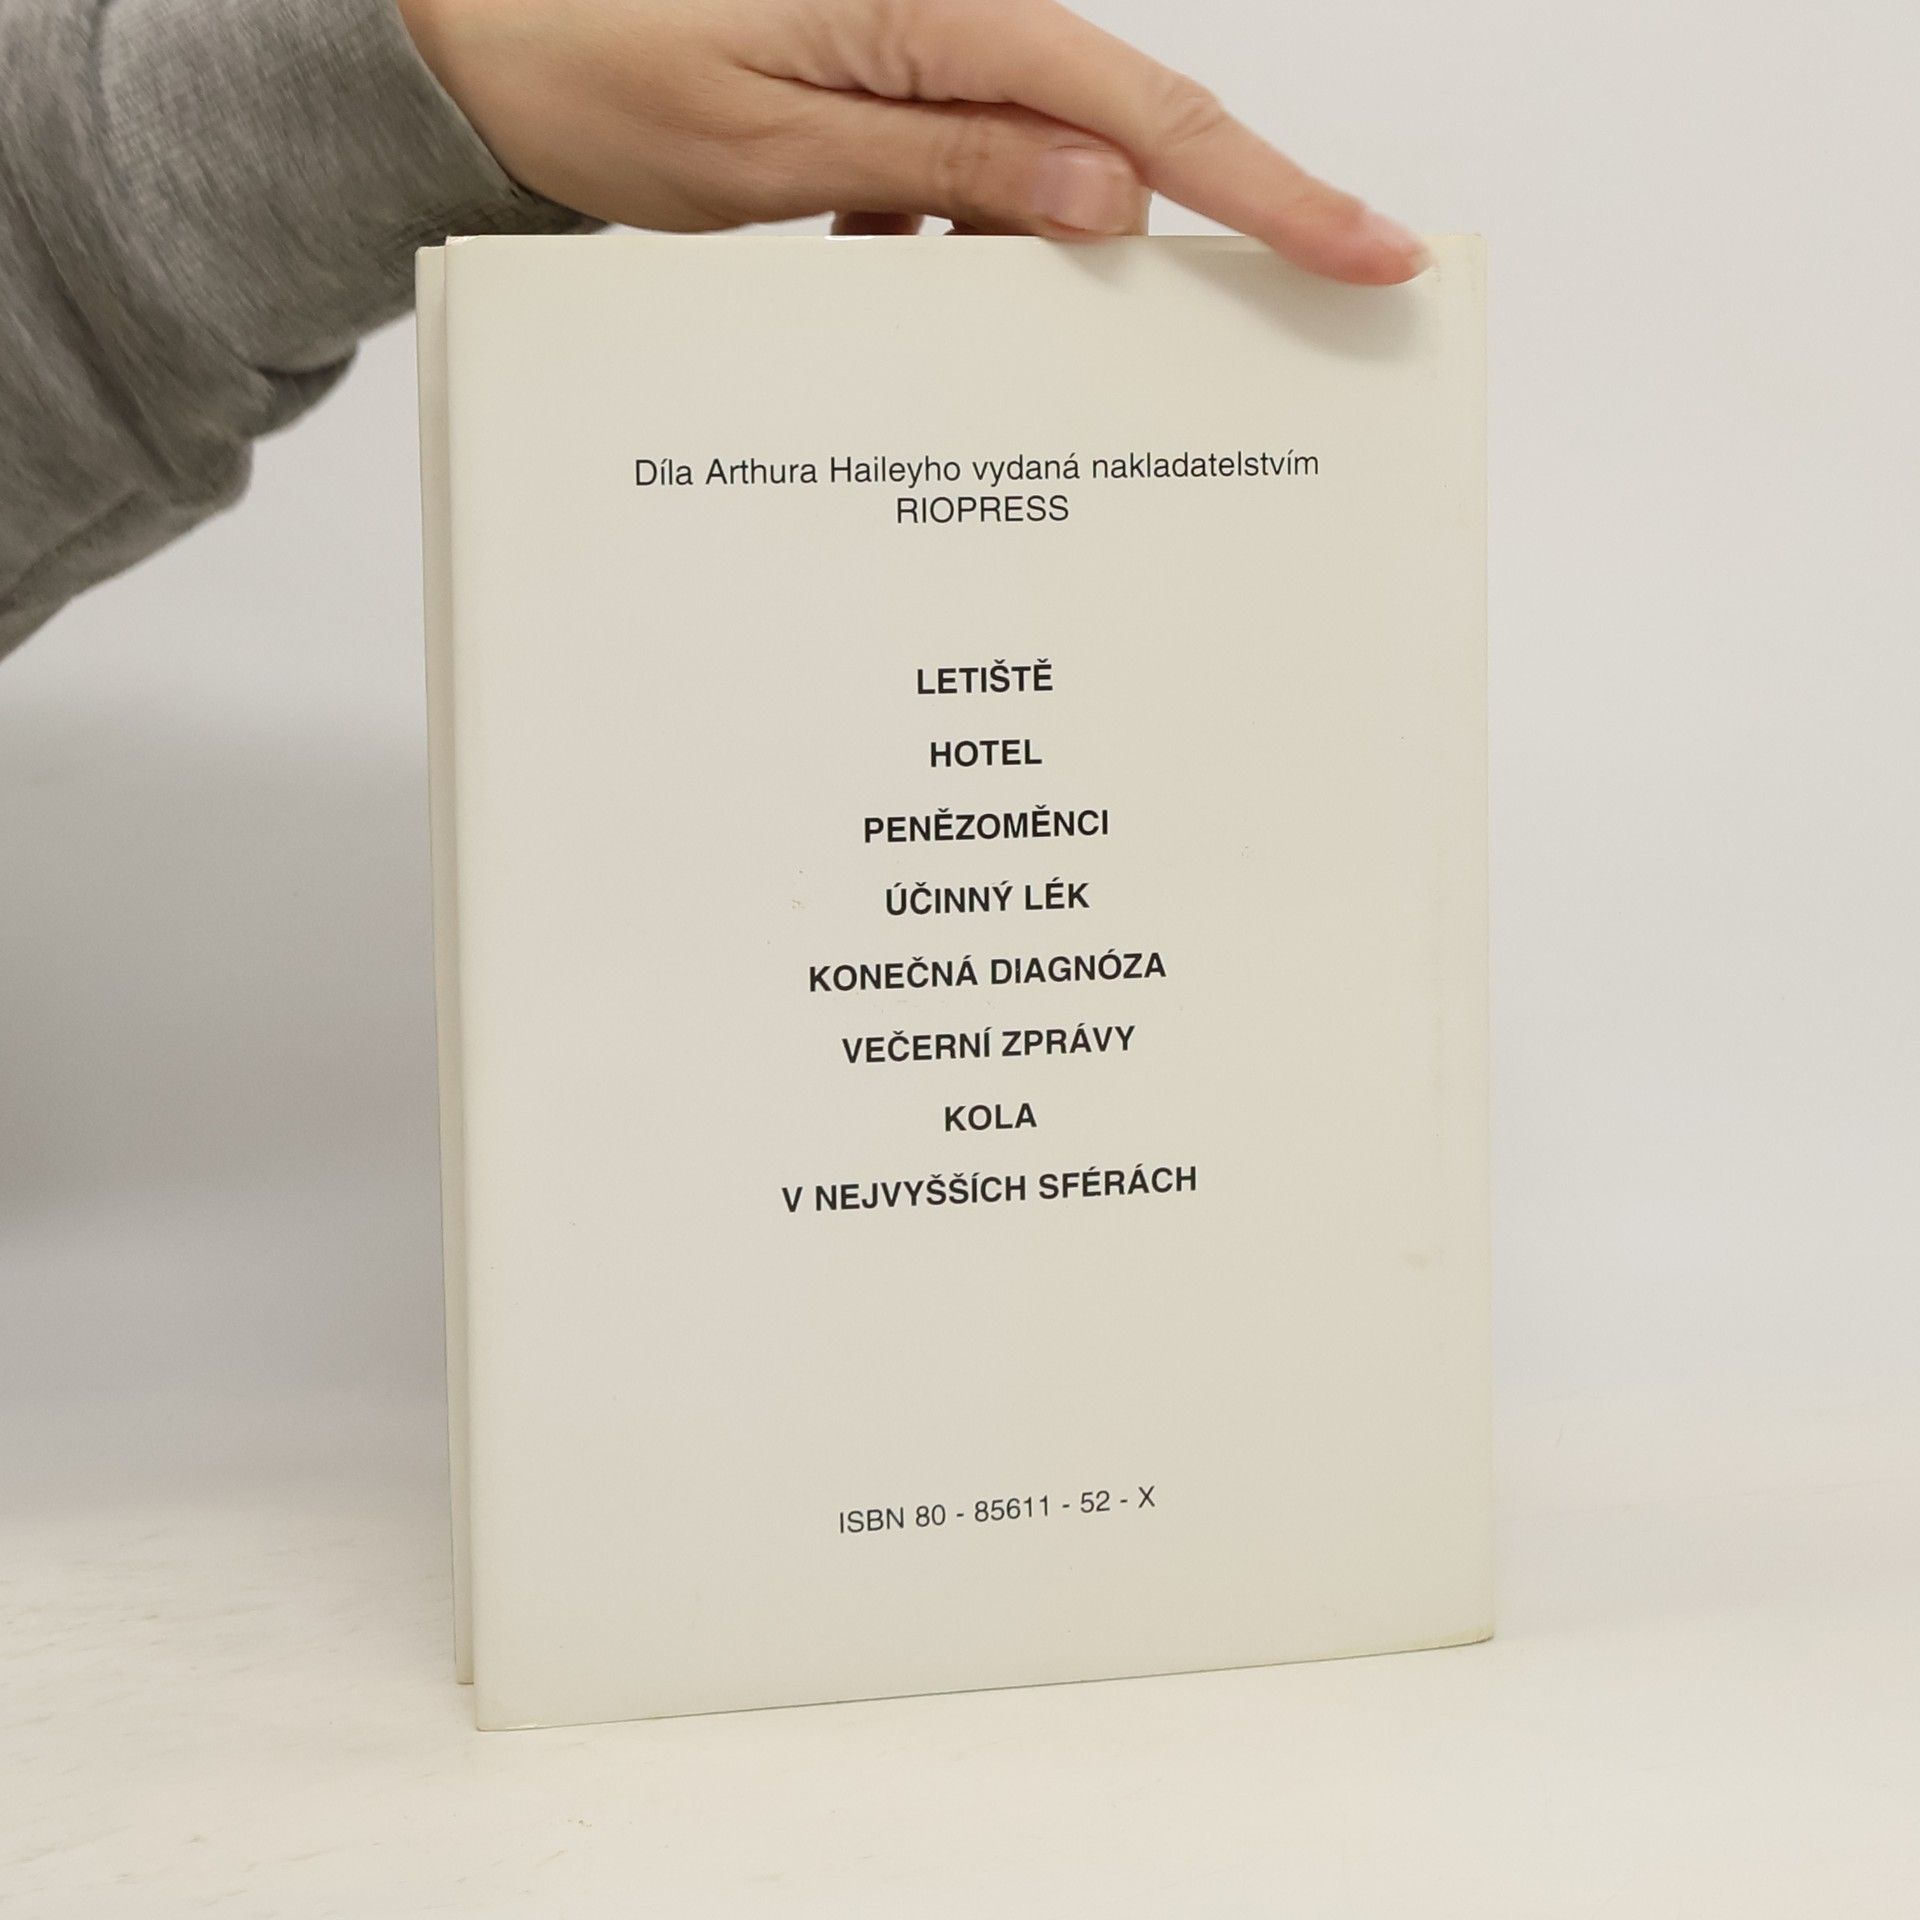 Díla Arthura Haileyho vydaná nakladatelstvím
RIOPRESS
LETIŠTĚ
HOTEL
PENĚZOMĚNCI
ÚČINNÝ LÉK
KONEČNÁ DIAGNÓZA
VEČERNÍ ZPRÁVY
KOLA
V NEJVYŠŠÍCH SFÉRÁCH
ISBN 80 - 85611 - 52 - X